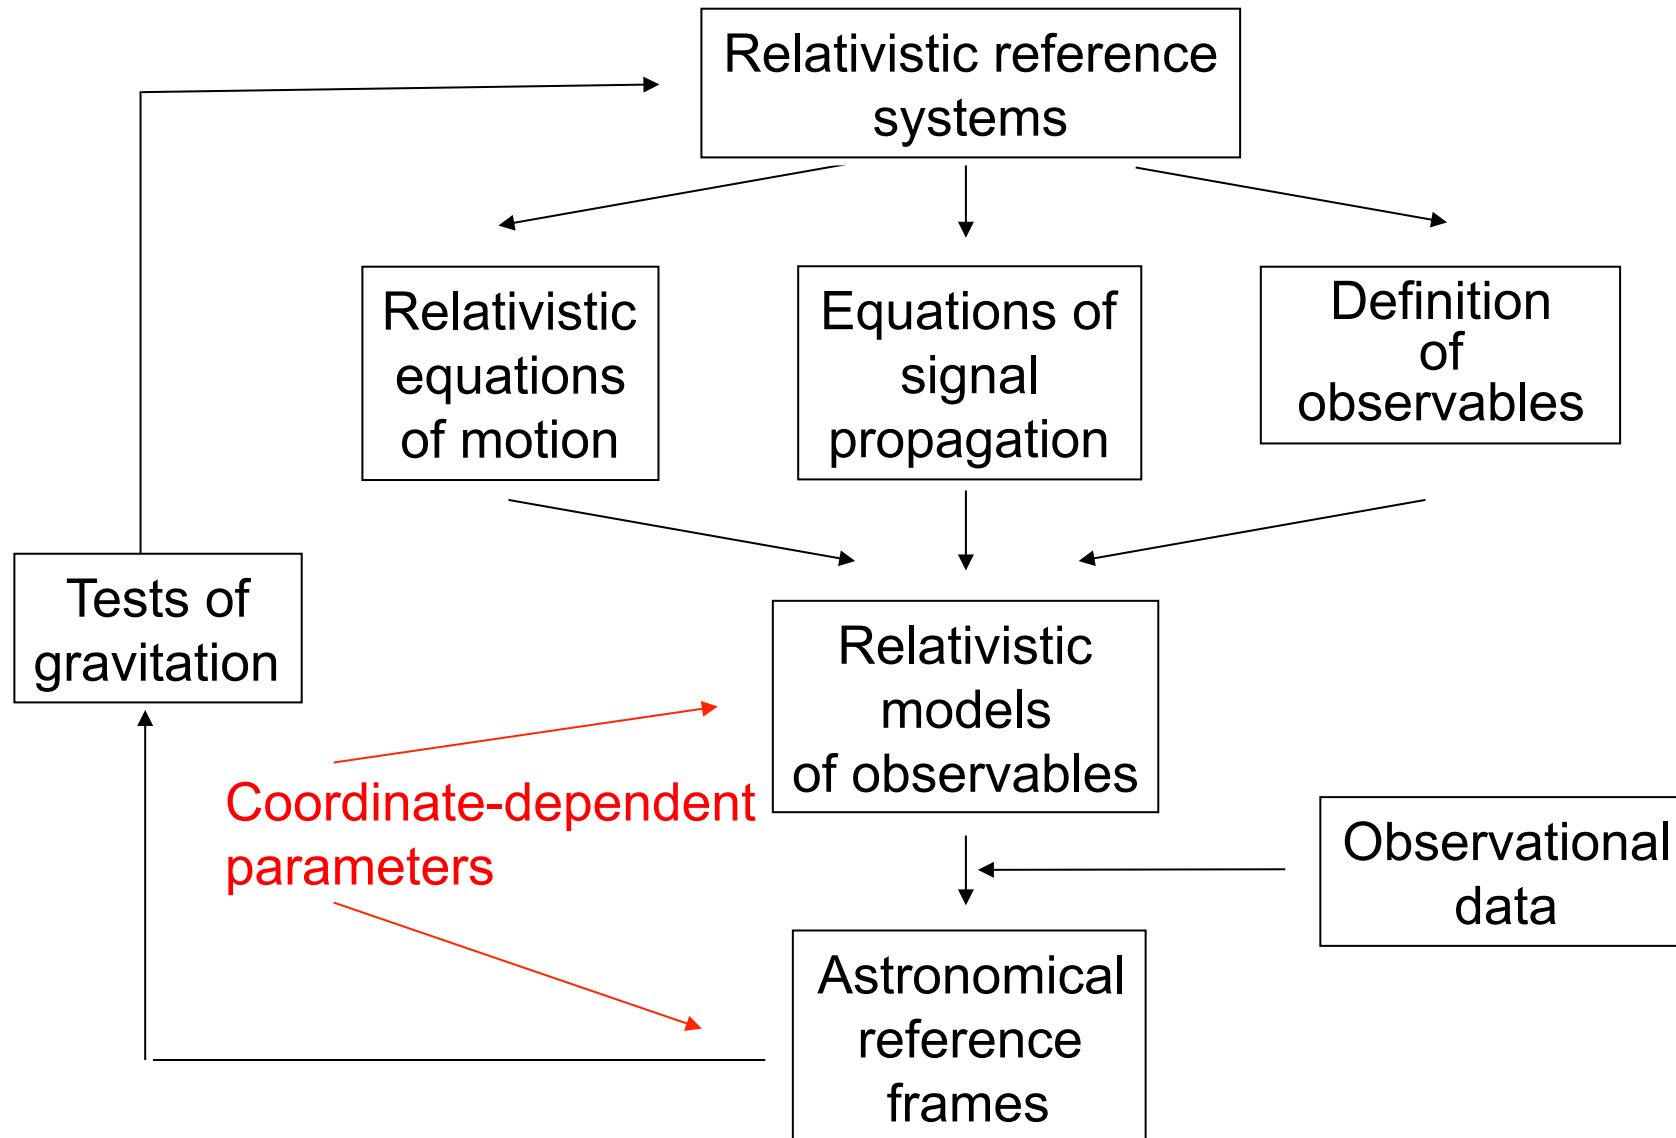 Relativistic reference
systems
Relativistic
equations
of motion
Equations of
signal
propagation
Definition
of
observables
Tests of
gravitation
Relativistic
models
of observables
Coordinate-dependent
parameters
Observational
data
Astronomical
reference
frames